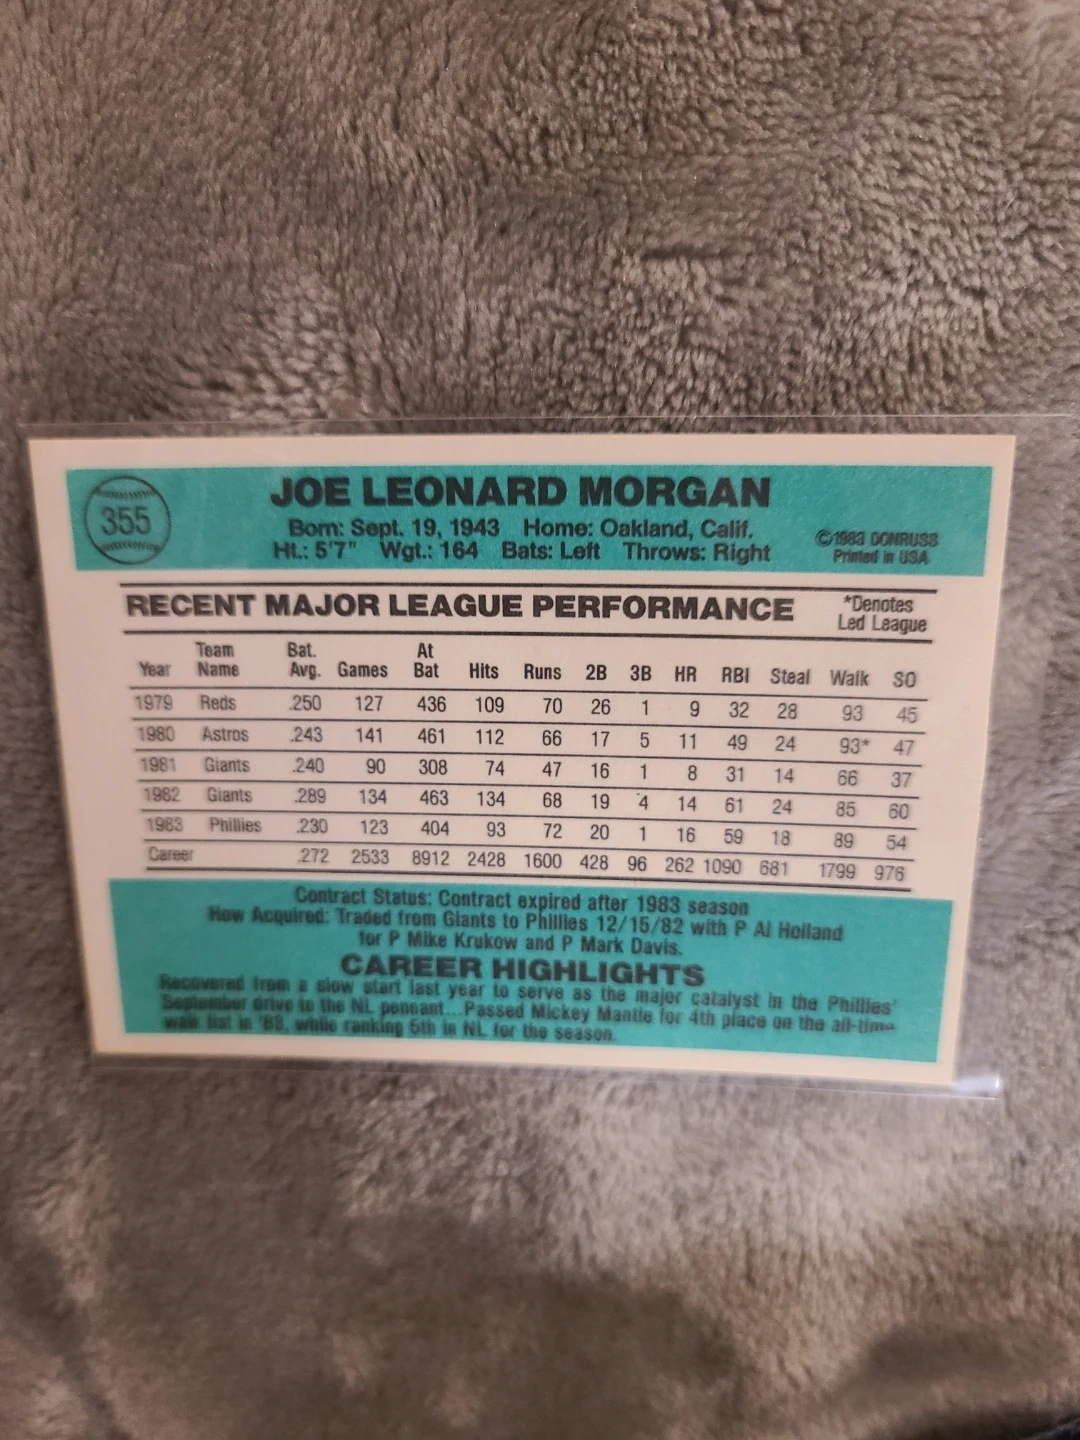 355
JOE LEONARD MORGAN
Born: Sept. 19, 1943 Home: Oakland, Calif.
Ht.: 5'7" Wgt.: 164 Bats: Left Throws: Right
©1983 DONRUSS
Printed in USA
RECENT MAJOR LEAGUE PERFORMANCE
*Denotes
Led League
Year Team Name Bat. Avg. Games At Bat Hits Runs 2B 3B HR RBI Steal Walk SO
1979 Reds .250 127 436 109 70 26 1 9 32 28 93 45
1980 Astros .243 141 461 112 66 17 5 11 49 24 93* 47
1981 Giants .240 90 308 74 47 16 1 8 31 14 66 37
1982 Giants .289 134 463 134 68 19 4 14 61 24 85 60
1983 Phillies .230 123 404 93 72 20 1 16 59 18 89 54
Career .272 2533 8912 2428 1600 428 96 262 1090 681 1799 976
Contract Status: Contract expired after 1983 season
How Acquired: Traded from Giants to Phillies 12/15/82 with P Al Holland
for P Mike Krukow and P Mark Davis.
CAREER HIGHLIGHTS
Recovered from a slow start last year to serve as the major catalyst in the Phillies'
September drive to the NL pennant...Passed Mickey Mantle for 4th place on the all-time
walk list in '83, while ranking 5th in NL for the season.